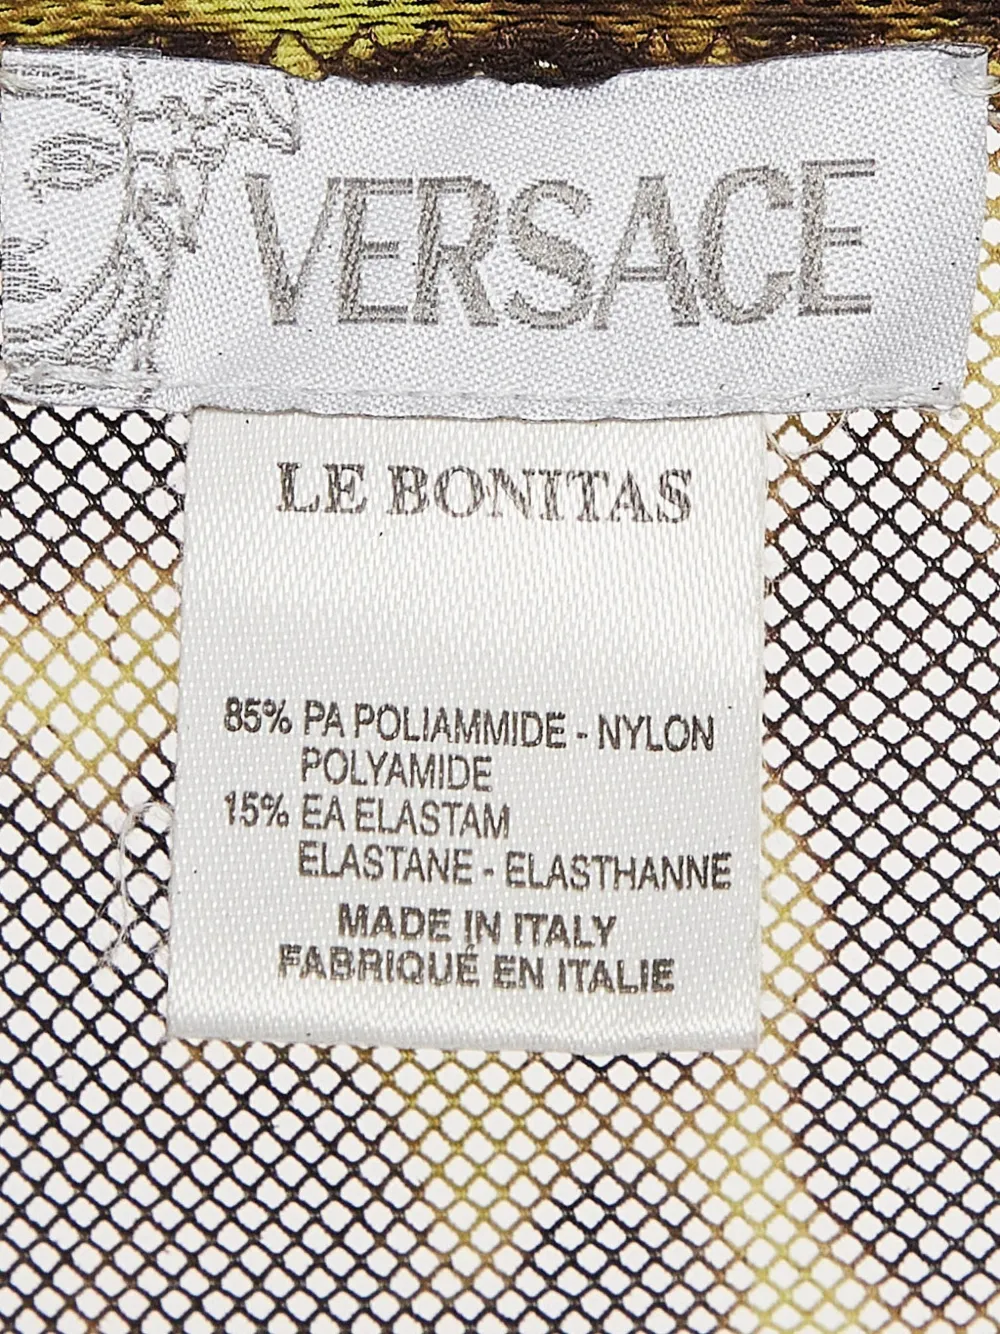 VERSACE
LE BONITAS
85% PA POLIAMMIDE - NYLON
POLYAMIDE
15% EA ELASTAM
ELASTANE - ELASTHANNE
MADE IN ITALY
FABRIQUÉ EN ITALIE